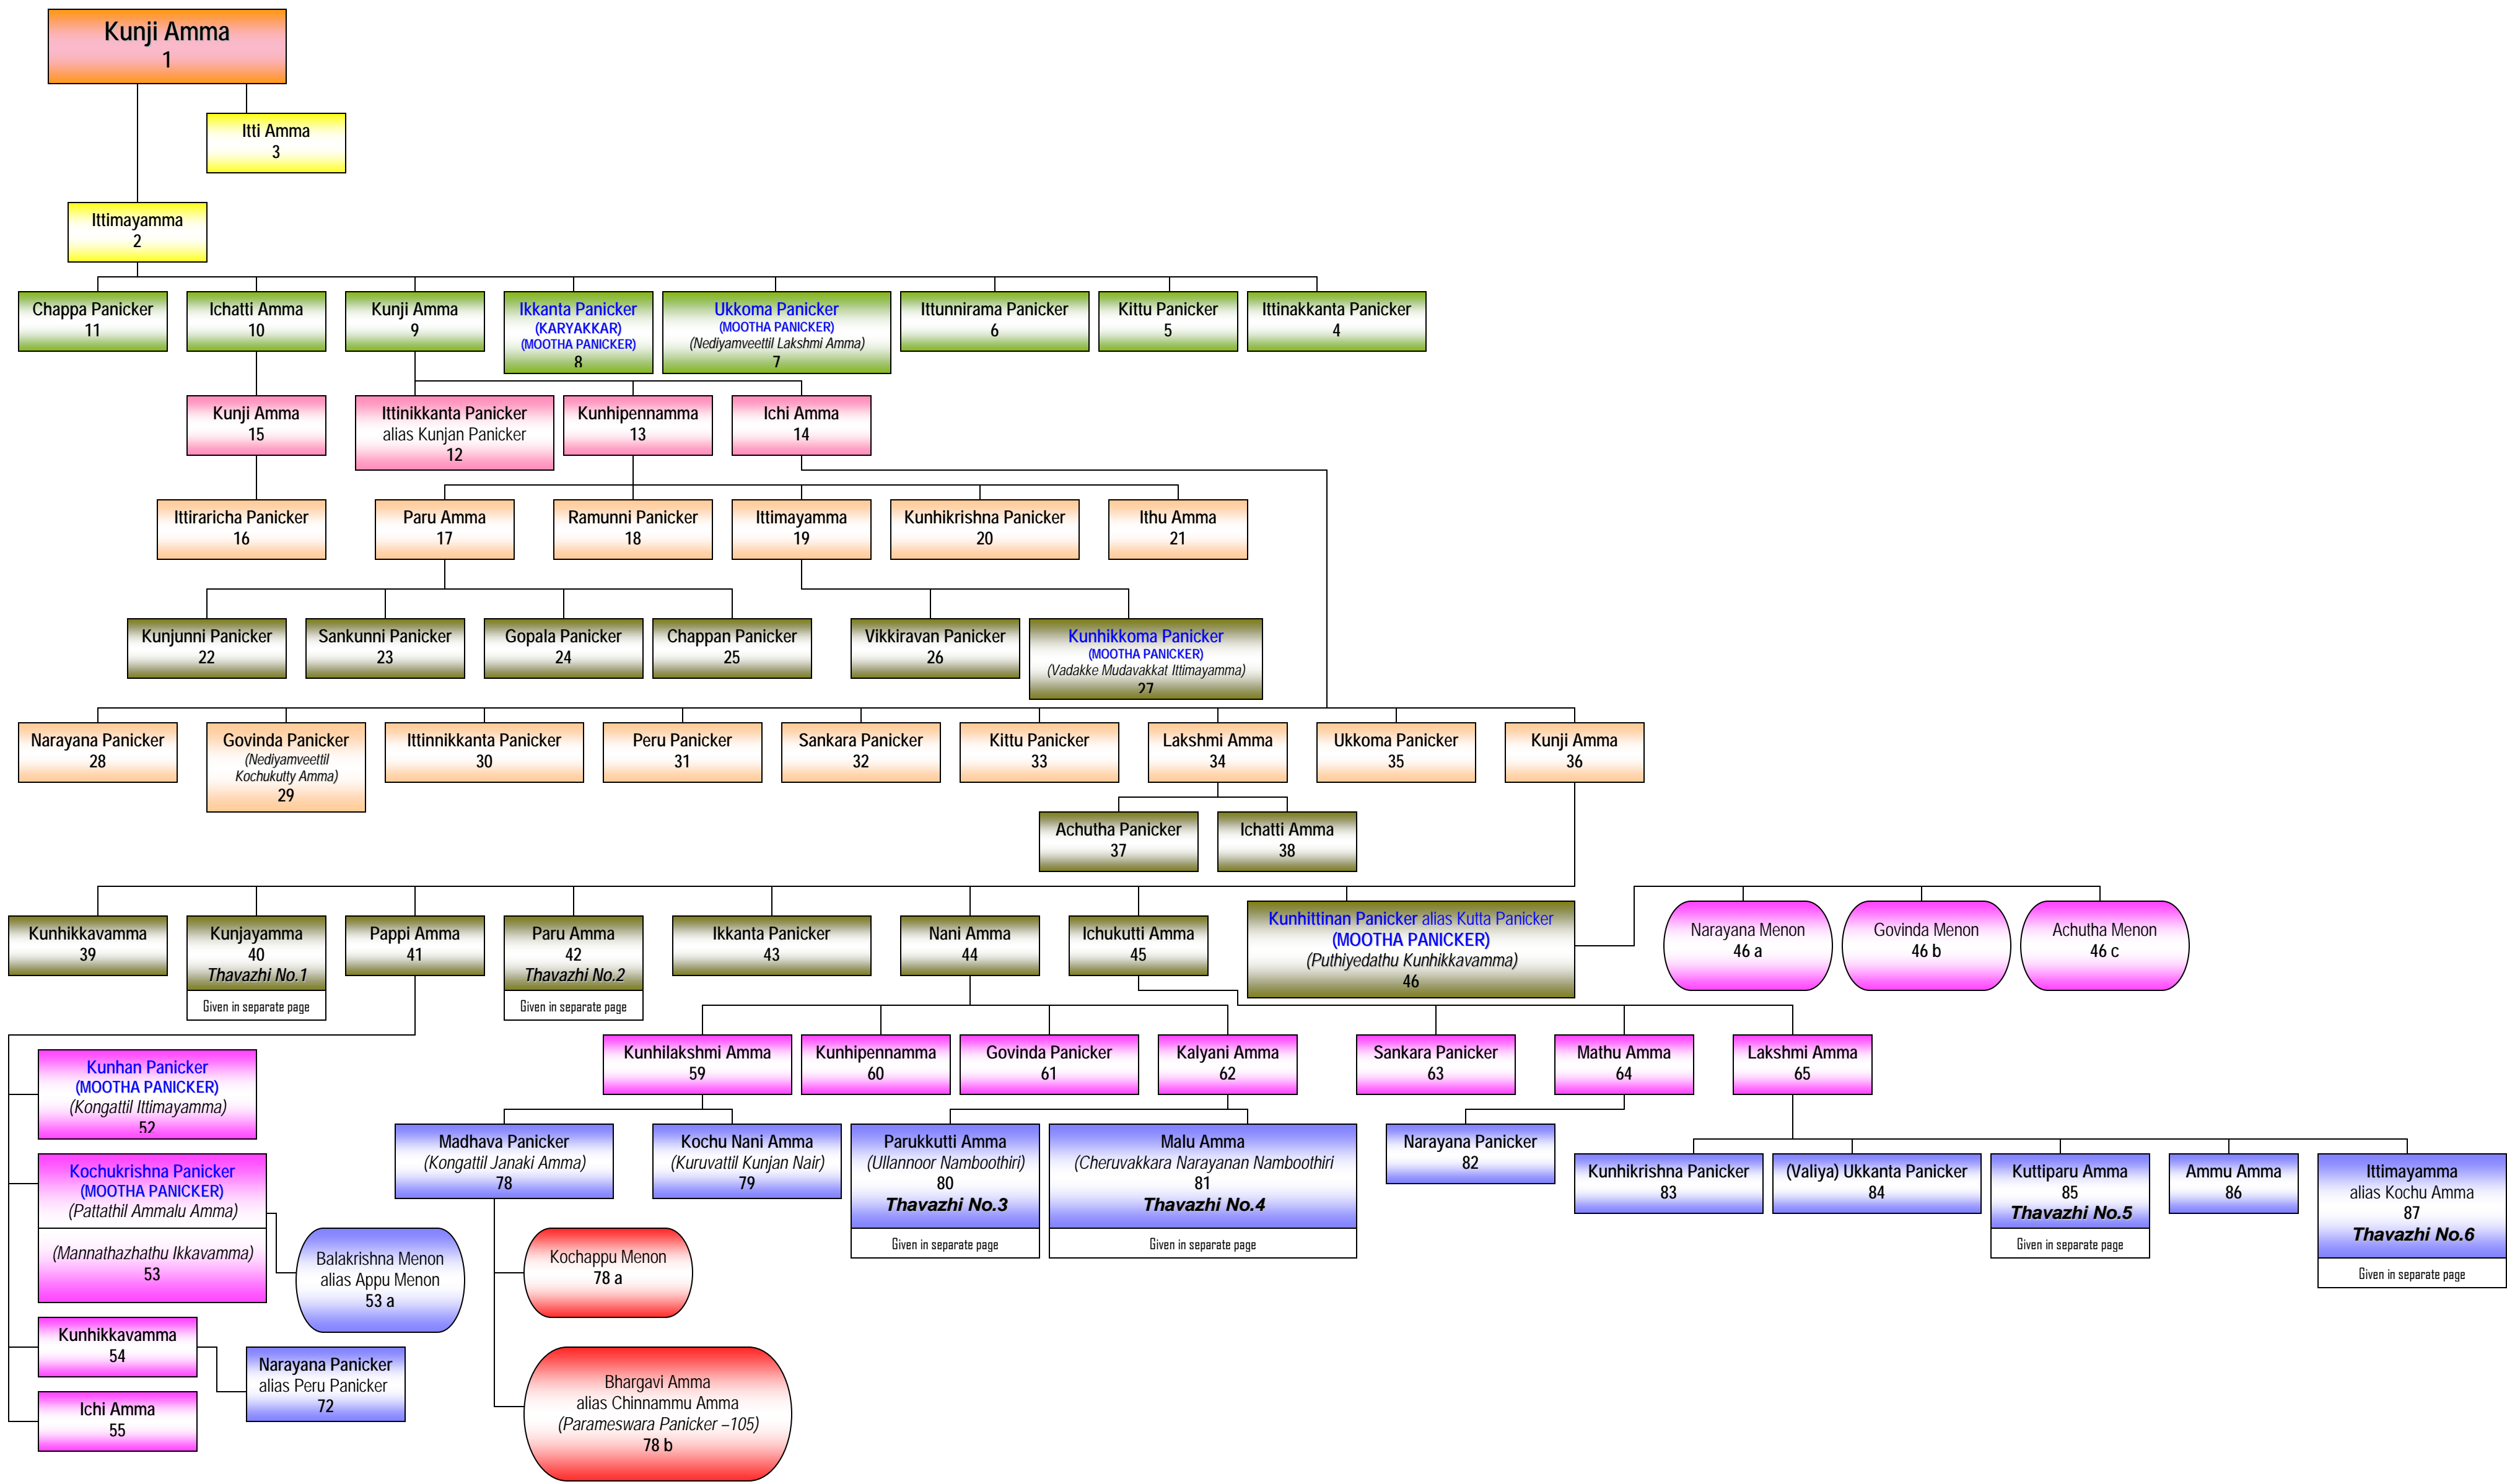 Kunji Amma
1
Itti Amma
3
Ittimayamma
2
Chappa Panicker
11
Ichatti Amma
10
Kunji Amma
9
Ikkanta Panicker
(KARYAKKAR)
(MOOTHA PANICKER)
8
Ukkoma Panicker
(MOOTHA PANICKER)
(Nediyamveettil Lakshmi Amma)
7
Ittunnirama Panicker
6
Kittu Panicker
5
Ittinakkanta Panicker
4
Kunji Amma
15
Ittinikkanta Panicker
alias Kunjan Panicker
12
Kunhipennamma
13
Ichi Amma
14
Ittiraricha Panicker
16
Paru Amma
17
Ramunni Panicker
18
Ittimayamma
19
Kunhikrishna Panicker
20
Ithu Amma
21
Kunjunni Panicker
22
Sankunni Panicker
23
Gopala Panicker
24
Chappan Panicker
25
Vikkiravan Panicker
26
Kunhikkoma Panicker
(MOOTHA PANICKER)
(Vadakke Mudavakkat Ittimayamma)
27
Narayana Panicker
28
Govinda Panicker
(Nediyamveettil
Kochukutty Amma)
29
Ittinnikkanta Panicker
30
Peru Panicker
31
Sankara Panicker
32
Kittu Panicker
33
Lakshmi Amma
34
Ukkoma Panicker
35
Kunji Amma
36
Achutha Panicker
37
Ichatti Amma
38
Kunhikkavamma
39
Kunjayamma
40
Thavazhi No.1
Given in separate page
Pappi Amma
41
Paru Amma
42
Thavazhi No.2
Given in separate page
Ikkanta Panicker
43
Nani Amma
44
Ichukutti Amma
45
Kunhittinan Panicker alias Kutta Panicker
(MOOTHA PANICKER)
(Puthiyedathu Kunhikkavamma)
46
Narayana Menon
46 a
Govinda Menon
46 b
Achutha Menon
46 c
Kunhan Panicker
(MOOTHA PANICKER)
(Kongattil Ittimayamma)
52
Kunhilakshmi Amma
59
Kunhipennamma
60
Govinda Panicker
61
Kalyani Amma
62
Sankara Panicker
63
Mathu Amma
64
Lakshmi Amma
65
Kochukrishna Panicker
(MOOTHA PANICKER)
(Pattathil Ammalu Amma)
(Mannathazhathu Ikkavamma)
53
Balakrishna Menon
alias Appu Menon
53 a
Kunhikkavamma
54
Narayana Panicker
alias Peru Panicker
72
Ichi Amma
55
Madhava Panicker
(Kongattil Janaki Amma)
78
Kochu Nani Amma
(Kuruvattil Kunjan Nair)
79
Parukkutti Amma
(Ullannoor Namboothiri)
80
Thavazhi No.3
Given in separate page
Malu Amma
(Cheruvakkara Narayanan Namboothiri
81
Thavazhi No.4
Given in separate page
Narayana Panicker
82
Kunhikrishna Panicker
83
(Valiya) Ukkanta Panicker
84
Kuttiparu Amma
85
Thavazhi No.5
Given in separate page
Ammu Amma
86
Ittimayamma
alias Kochu Amma
87
Thavazhi No.6
Given in separate page
Kochappu Menon
78 a
Bhargavi Amma
alias Chinnammu Amma
(Parameswara Panicker –105)
78 b